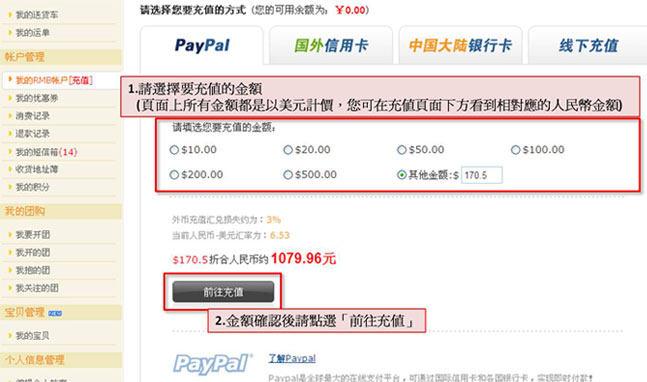 我的送货车
我的运单
帐户管理
我的RMB帐户[充值]
我的优惠券
消费记录
退款记录
我的短信箱(14)
收货地址簿
我的积分
我的团购
我要开团
我开的团
我抱的团
我关注的团
宝贝管理 NEW
我的宝贝
个人信息管理
请选择您要充值的方式 (您的可用余额为: ¥0.00)
PayPal
国外信用卡
中国大陆银行卡
线下充值
1.請選擇要充值的金額
(頁面上所有金額都是以美元計價,您可在充值頁面下方看到相對應的人民幣金額)
请填选您要充值的金额:
$10.00 $20.00 $50.00 $100.00
$200.00 $500.00 其他金额:$ 170.5
外币充值汇兑损失约为: 3%
当前人民币-美元汇率为: 6.53
$170.5折合人民币约 1079.96元
前往充值
2.金額確認後請點選「前往充值」
PayPal
了解Paypal
Paypal是全球最大的在线支付平台,可通过国际信用卡和各国银行卡,实现即时付款!